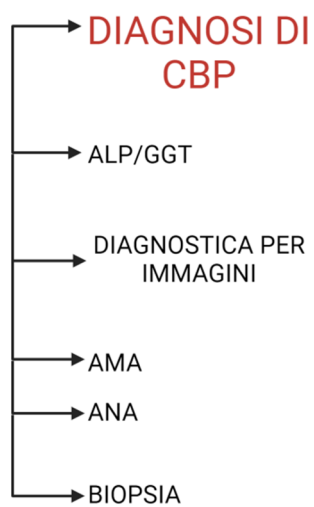 DIAGNOSI DI
CBP
ALP/GGT
DIAGNOSTICA PER
IMMAGINI
AMA
ANA
BIOPSIA